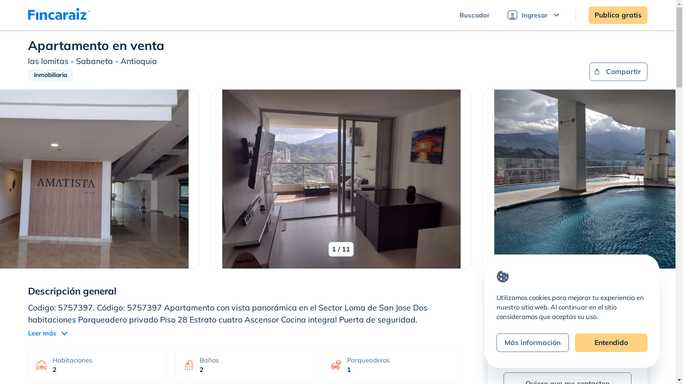 Fincaraiz
Buscador
Ingresar
Publica gratis
Apartamento en venta
las lomitas - Sabaneta - Antioquia
Inmobiliaria
Compartir
AMATISTA
1 / 11
Descripción general
Codigo: 5757397. Código: 5757397 Apartamento con vista panorámica en el Sector Loma de San Jose Dos
habitaciones Parqueadero privado Piso 28 Estrato cuatro Ascensor Cocina integral Puerta de seguridad.
Leer más
Habitaciones
2
Baños
2
Parqueaderos
1
Utilizamos cookies para mejorar tu experiencia en
nuestro sitio web. Al continuar en el sitio
consideramos que aceptas su uso.
Más información
Entendido
Quiero que me contacten